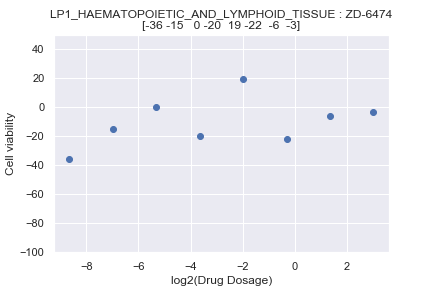 LP1_HAEMATOPOIETIC_AND_LYMPHOID_TISSUE : ZD-6474
[-36 -15   0 -20  19 -22  -6  -3]
40
20
0
−20
−40
−60
−80
−100
Cell viability
−8 −6 −4 −2 0 2
log2(Drug Dosage)